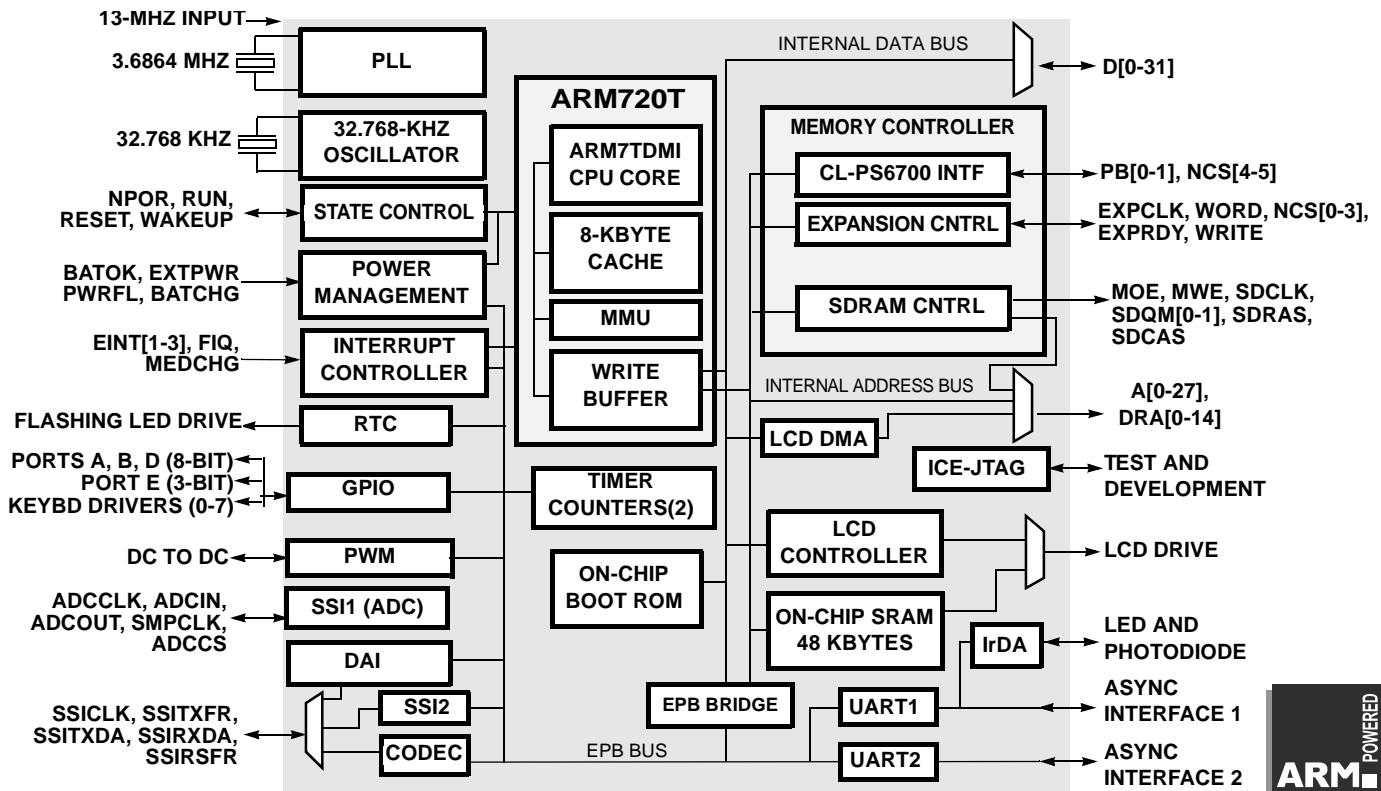 13-MHZ INPUT
3.6864 MHZ
PLL
32.768 KHZ
32.768-KHZ
OSCILLATOR
NPOR, RUN,
RESET, WAKEUP
STATE CONTROL
BATOK, EXTPWR
PWRFL, BATCHG
POWER
MANAGEMENT
EINT[1-3], FIQ,
MEDCHG
INTERRUPT
CONTROLLER
FLASHING LED DRIVE
RTC
PORTS A, B, D (8-BIT)
PORT E (3-BIT)
KEYBD DRIVERS (0-7)
GPIO
DC TO DC
PWM
ADCCLK, ADCIN,
ADCOUT, SMPCLK,
ADCCS
SSI1 (ADC)
DAI
SSICLK, SSITXFR,
SSITXDA, SSIRXDA,
SSIRSFR
SSI2
CODEC
ARM720T
ARM7TDMI
CPU CORE
8-KBYTE
CACHE
MMU
WRITE
BUFFER
TIMER
COUNTERS(2)
ON-CHIP
BOOT ROM
EPB BUS
EPB BRIDGE
INTERNAL DATA BUS
D[0-31]
MEMORY CONTROLLER
CL-PS6700 INTF
PB[0-1], NCS[4-5]
EXPANSION CNTRL
EXPCLK, WORD, NCS[0-3],
EXPRDY, WRITE
SDRAM CNTRL
MOE, MWE, SDCLK,
SDQM[0-1], SDRAS,
SDCAS
INTERNAL ADDRESS BUS
A[0-27],
DRA[0-14]
LCD DMA
ICE-JTAG
TEST AND
DEVELOPMENT
LCD
CONTROLLER
LCD DRIVE
ON-CHIP SRAM
48 KBYTES
IrDA
LED AND
PHOTODIODE
UART1
ASYNC
INTERFACE 1
UART2
ASYNC
INTERFACE 2
ARM
POWERED